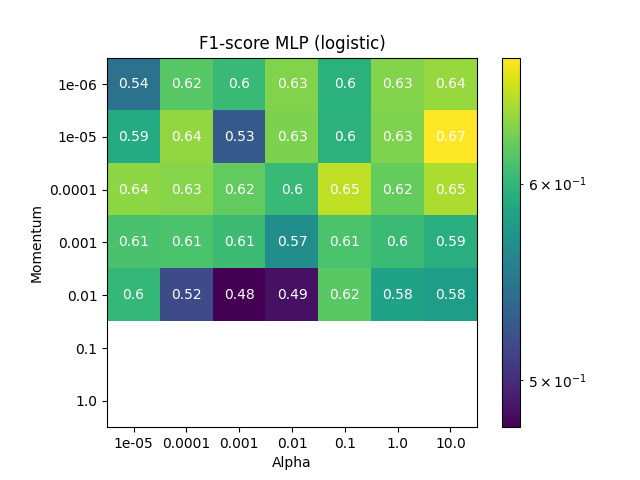 F1-score MLP (logistic)
1e-06 0.54 0.62 0.6 0.63 0.6 0.63 0.64
1e-05 0.59 0.64 0.53 0.63 0.6 0.63 0.67
0.0001 0.64 0.63 0.62 0.6 0.65 0.62 0.65
0.001 0.61 0.61 0.61 0.57 0.61 0.6 0.59
0.01 0.6 0.52 0.48 0.49 0.62 0.58 0.58
0.1
1.0
1e-05 0.0001 0.001 0.01 0.1 1.0 10.0
Alpha
Momentum
6 × 10⁻¹
5 × 10⁻¹